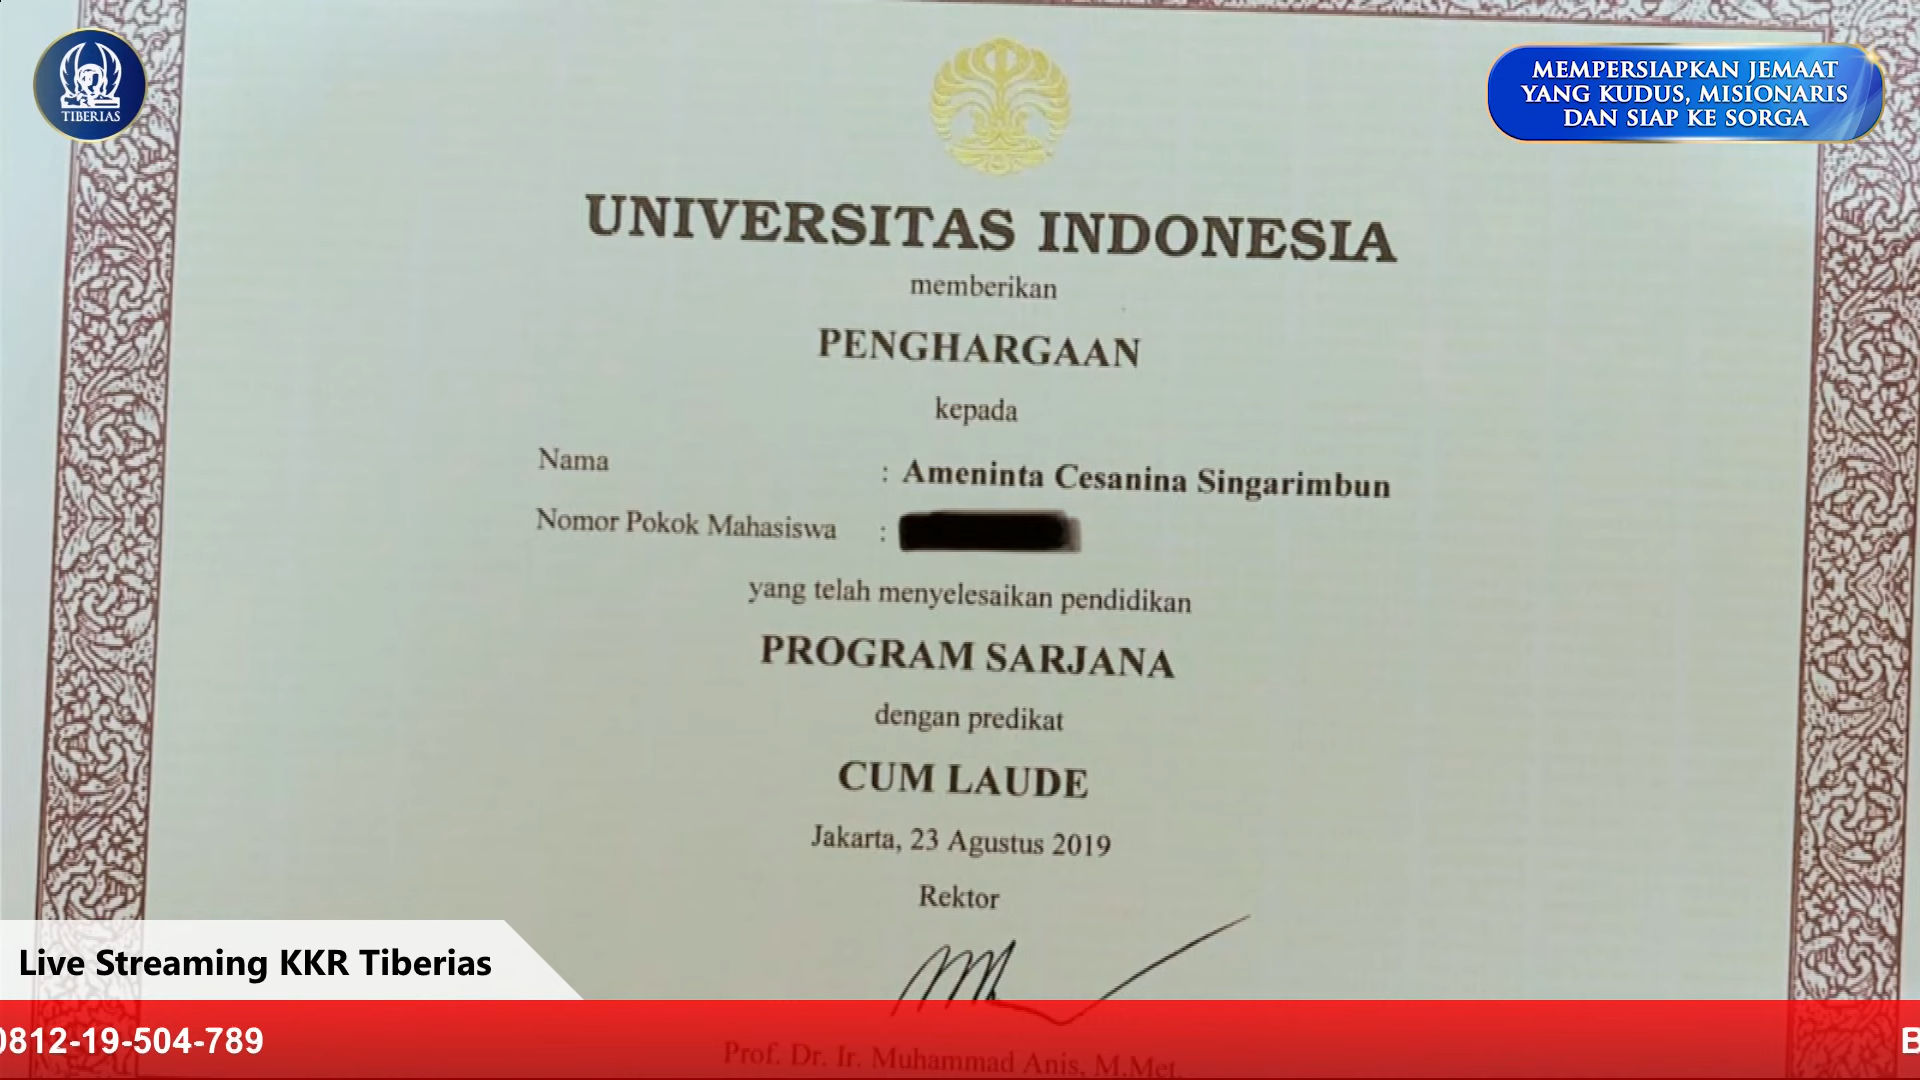 TIBERIAS
MEMPERSIAPKAN JEMAAT
YANG KUDUS, MISIONARIS
DAN SIAP KE SORGA
UNIVERSITAS INDONESIA
memberikan
PENGHARGAAN
kepada
Nama : Ameninta Cesanina Singarimbun
Nomor Pokok Mahasiswa :
yang telah menyelesaikan pendidikan
PROGRAM SARJANA
dengan predikat
CUM LAUDE
Jakarta, 23 Agustus 2019
Rektor
Prof. Dr. Ir. Muhammad Anis, M.Met.
Live Streaming KKR Tiberias
0812-19-504-789